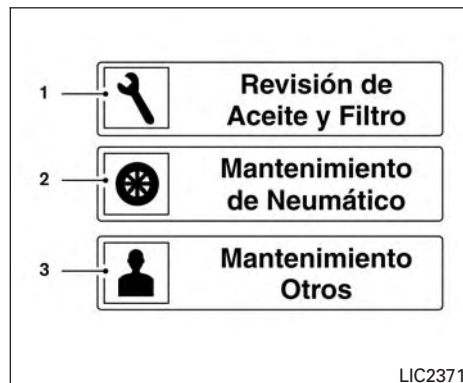 1
Revisión de
Aceite y Filtro
2
Mantenimiento
de Neumático
3
Mantenimiento
Otros
LIC2371